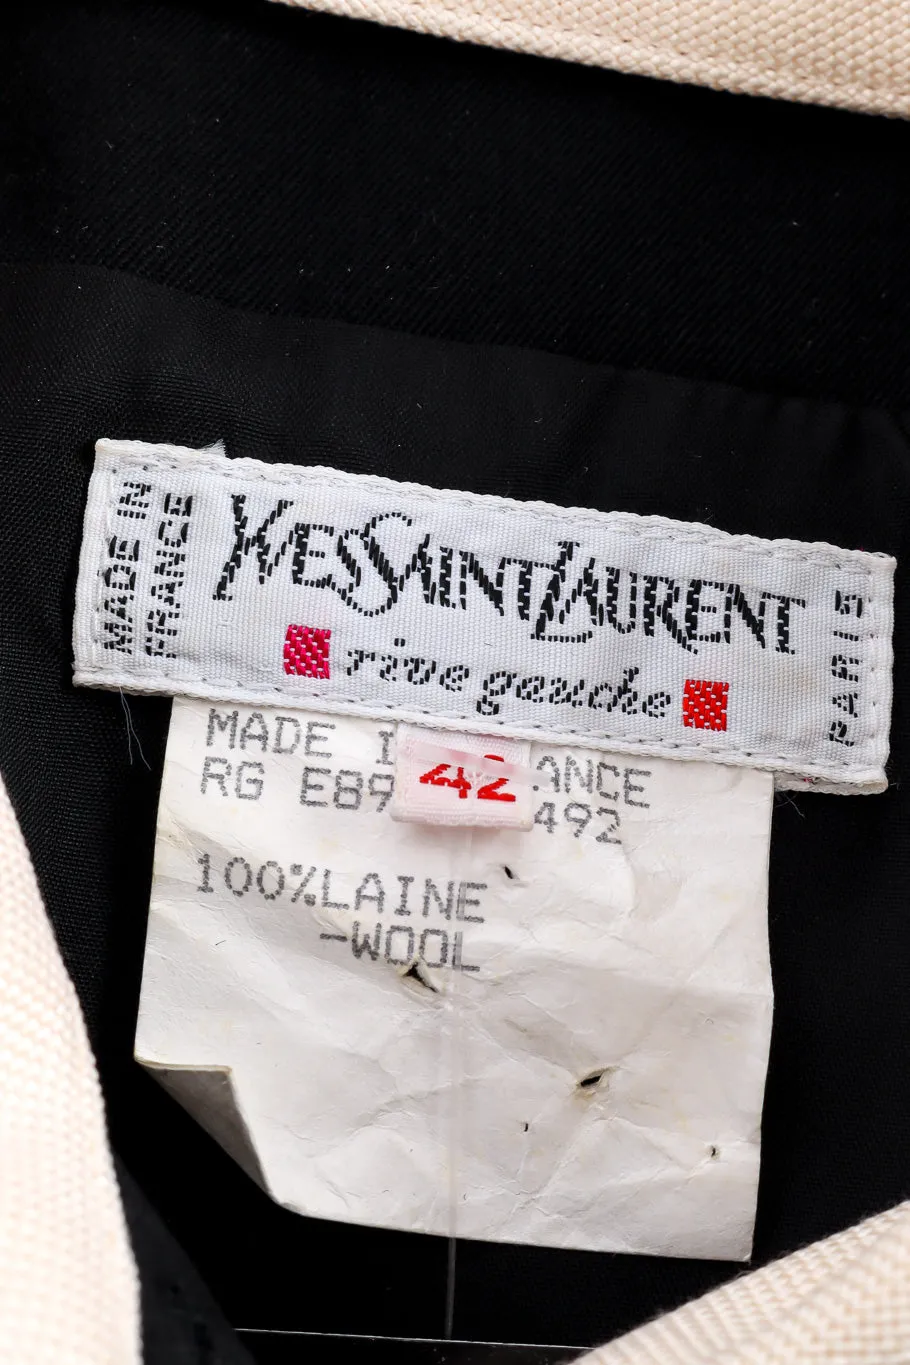 MADE IN
FRANCE
YVESSAINTLAURENT
rive gauche
PARIS
MADE I ANCE
42
RG E89 492
100%LAINE
-WOOL